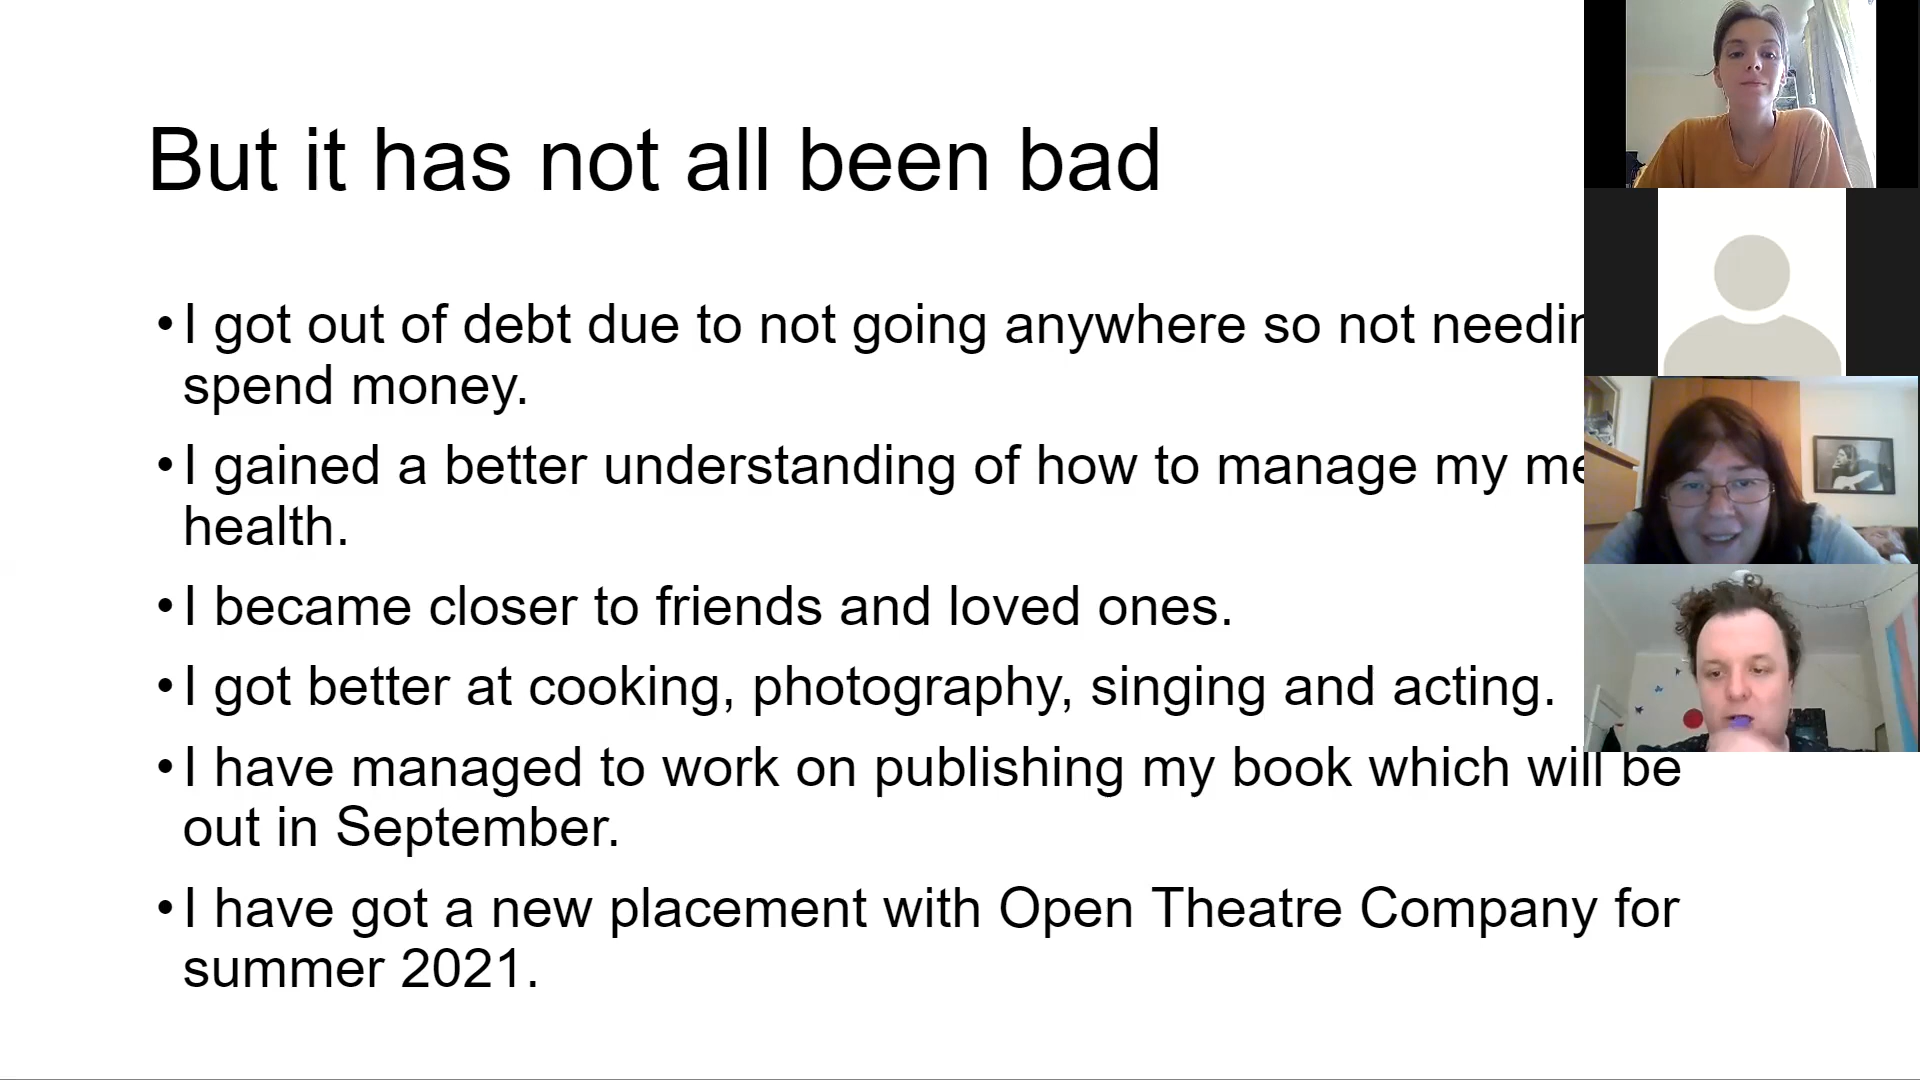 But it has not all been bad
• I got out of debt due to not going anywhere so not
spend money.
• I gained a better understanding of how to manage my
health.
• I became closer to friends and loved ones.
• I got better at cooking, photography, singing and acting.
• I have managed to work on publishing my book which will be
out in September.
• I have got a new placement with Open Theatre Company for
summer 2021.